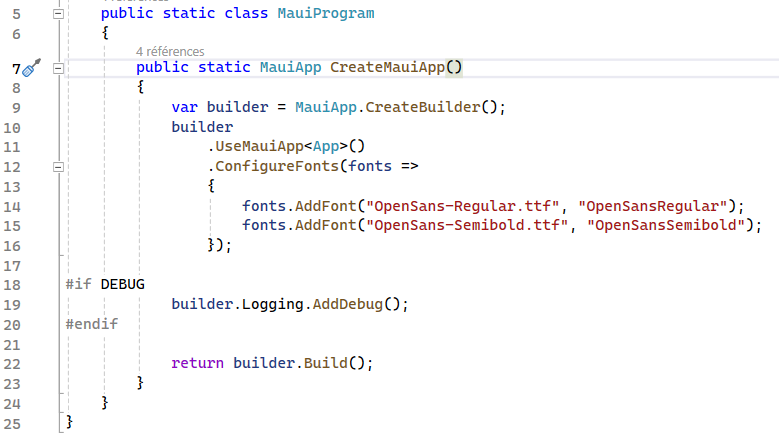 5 public static class MauiProgram
6 {
4 références
7 public static MauiApp CreateMauiApp()
8 {
9 var builder = MauiApp.CreateBuilder();
10 builder
11 .UseMauiApp<App>()
12 .ConfigureFonts(fonts =>
13 {
14 fonts.AddFont("OpenSans-Regular.ttf", "OpenSansRegular");
15 fonts.AddFont("OpenSans-Semibold.ttf", "OpenSansSemibold");
16 });
17
18 #if DEBUG
19 builder.Logging.AddDebug();
20 #endif
21
22 return builder.Build();
23 }
24 }
25 }